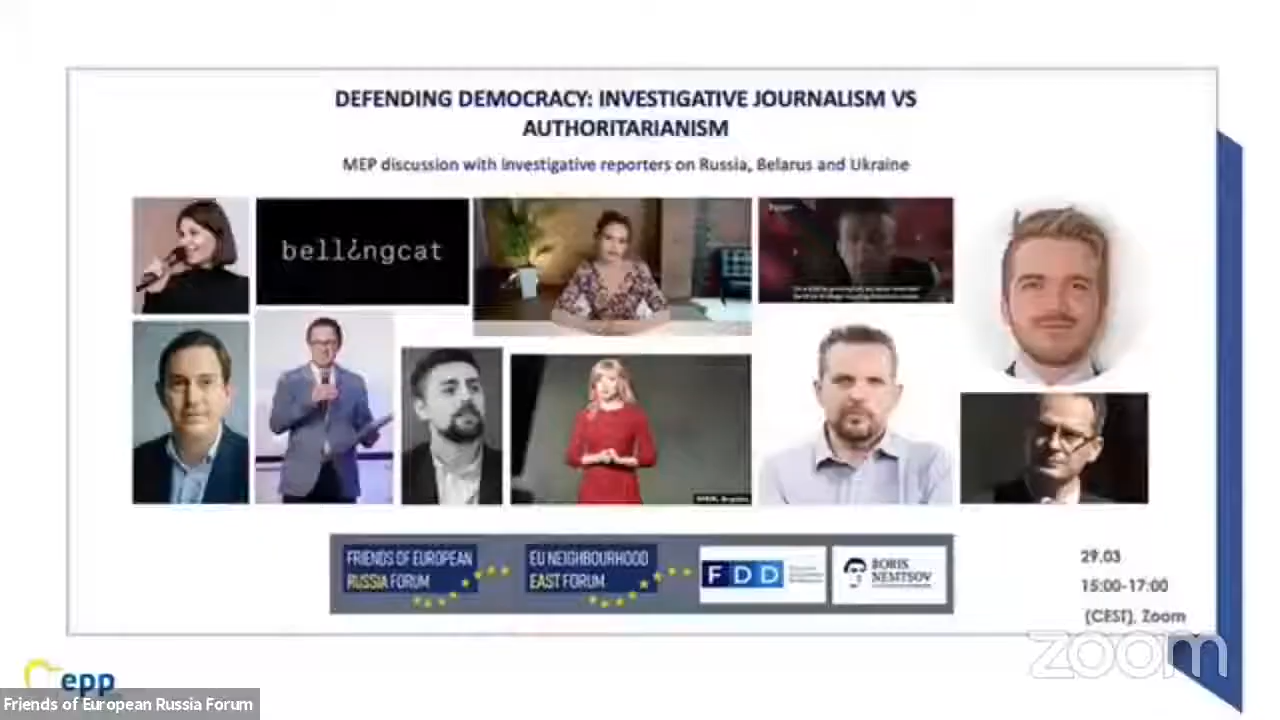 DEFENDING DEMOCRACY: INVESTIGATIVE JOURNALISM VS
AUTHORITARIANISM
MEP discussion with investigative reporters on Russia, Belarus and Ukraine
bell¿ngcat
FRIENDS OF EUROPEAN
RUSSIA FORUM
EU NEIGHBOURHOOD
EAST FORUM
FDD
BORIS
NEMTSOV
29.03
15:00-17:00
(CEST), Zoom
zoom
epp
Friends of European Russia Forum